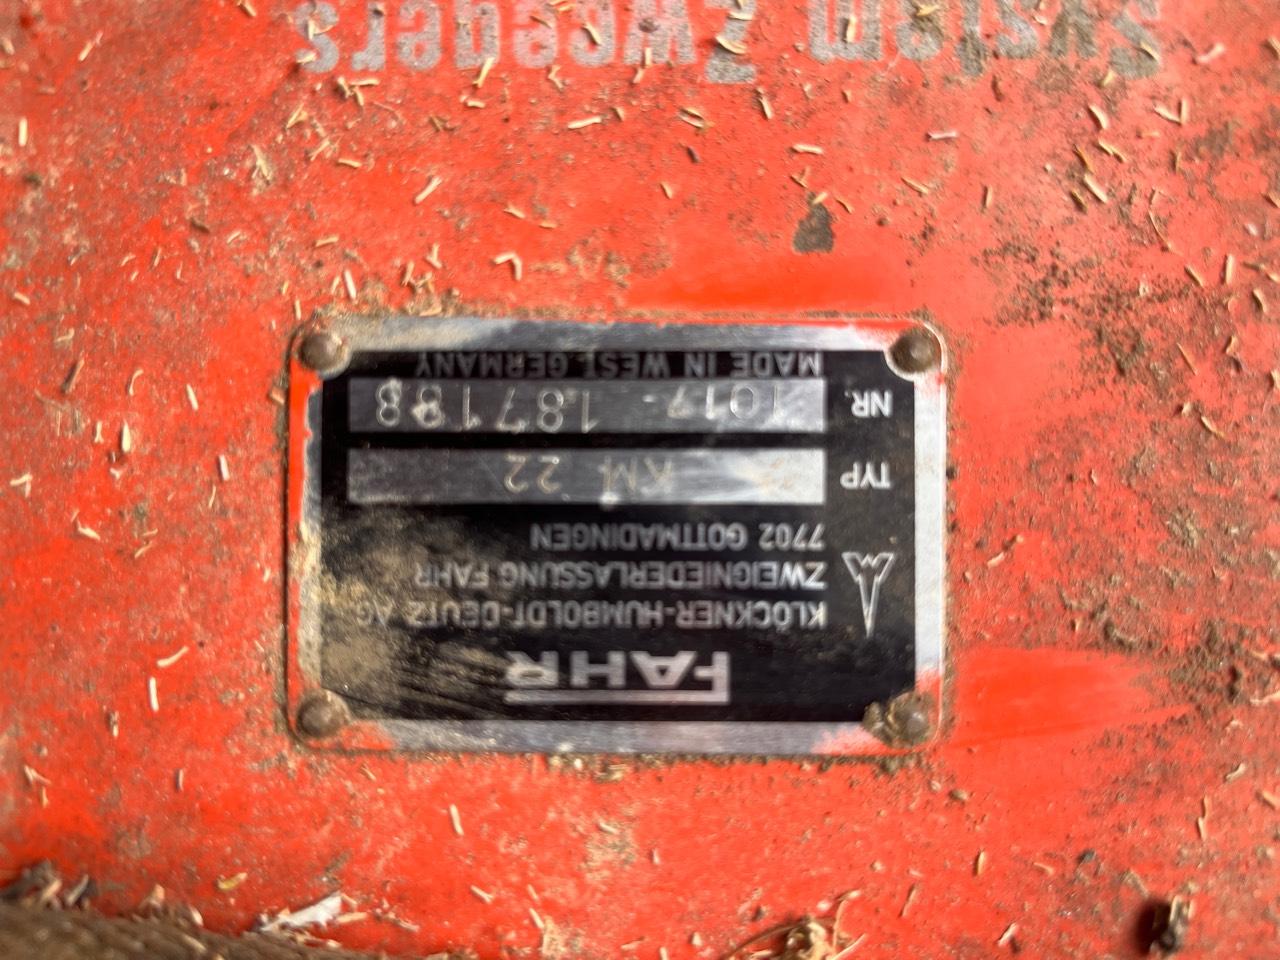 FAHR
KLÖCKNER-HUMBOLDT-DEUTZ AG
ZWEIGNIEDERLASSUNG FAHR
7702 GOTTMADINGEN
TYP KM 22
NR. 1017
MADE IN WEST GERMANY
System Zweegers